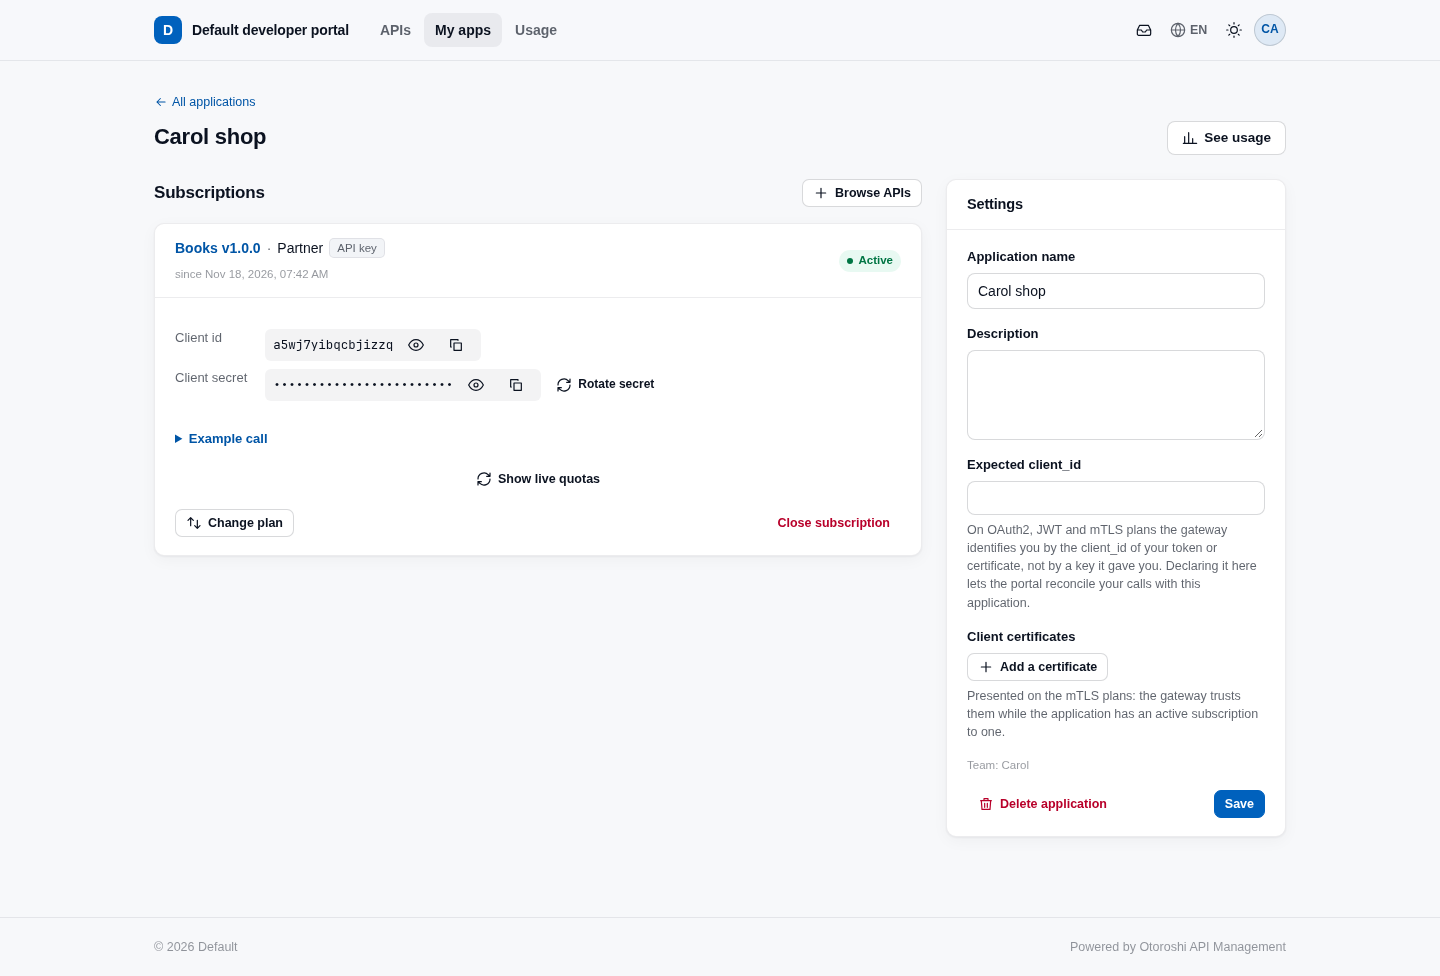 D Default developer portal APIs My apps Usage EN CA
All applications
Carol shop
See usage
Subscriptions
Browse APIs
Books v1.0.0 · Partner API key
since Nov 18, 2026, 07:42 AM
Active
Client id a5wj7yibqcbjizzq
Client secret ••••••••••••••••••••••••
Rotate secret
Example call
Show live quotas
Change plan
Close subscription
Settings
Application name
Carol shop
Description
Expected client_id
On OAuth2, JWT and mTLS plans the gateway
identifies you by the client_id of your token or
certificate, not by a key it gave you. Declaring it here
lets the portal reconcile your calls with this
application.
Client certificates
Add a certificate
Presented on the mTLS plans: the gateway trusts
them while the application has an active subscription
to one.
Team: Carol
Delete application
Save
© 2026 Default
Powered by Otoroshi API Management